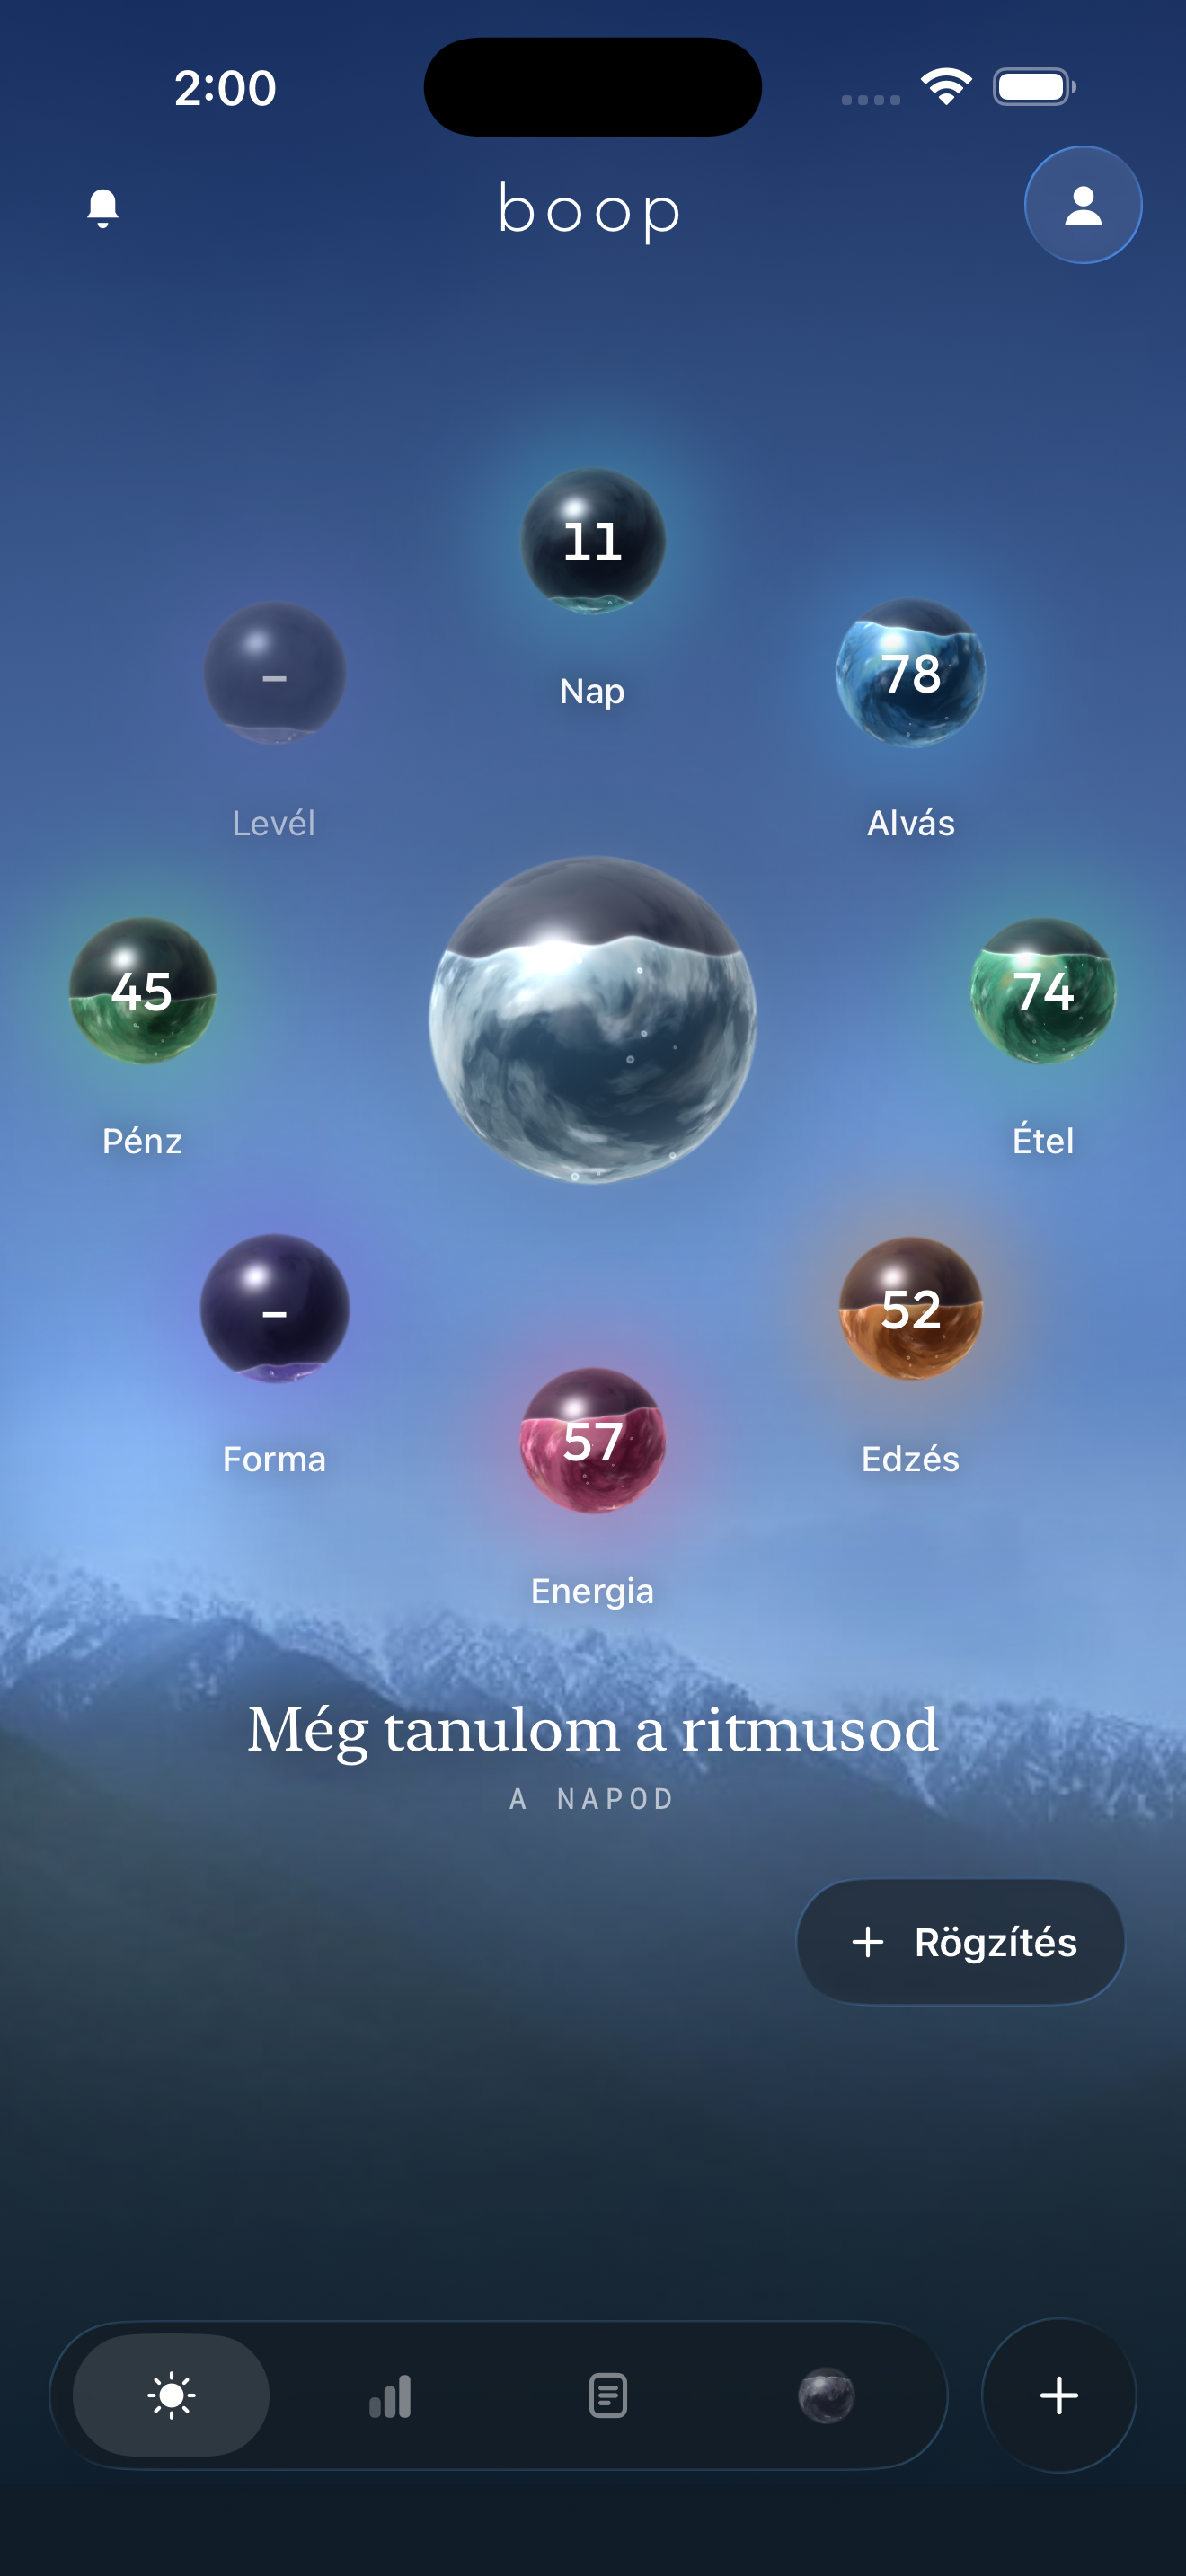 2:00
boop
11
Nap
–
Levél
78
Alvás
45
Pénz
74
Étel
–
Forma
52
Edzés
57
Energia
Még tanulom a ritmusod
A NAPOD
+ Rögzítés